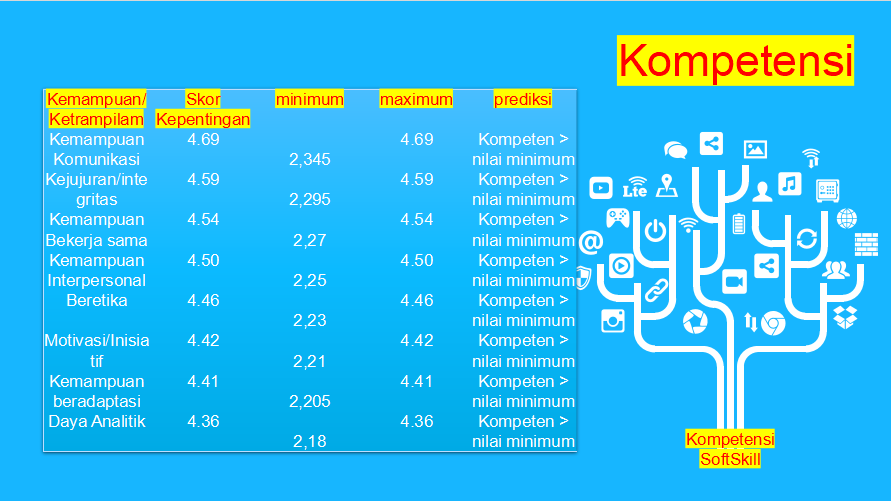 Kompetensi
Kemampuan/ Skor minimum maximum prediksi
Ketrampilam Kepentingan
Kemampuan 4.69 4.69 Kompeten >
Komunikasi 2,345 nilai minimum
Kejujuran/inte 4.59 4.59 Kompeten >
gritas 2,295 nilai minimum
Kemampuan 4.54 4.54 Kompeten >
Bekerja sama 2,27 nilai minimum
Kemampuan 4.50 4.50 Kompeten >
Interpersonal 2,25 nilai minimum
Beretika 4.46 4.46 Kompeten >
2,23 nilai minimum
Motivasi/Inisia 4.42 4.42 Kompeten >
tif 2,21 nilai minimum
Kemampuan 4.41 4.41 Kompeten >
beradaptasi 2,205 nilai minimum
Daya Analitik 4.36 4.36 Kompeten >
2,18 nilai minimum
Lte
@
Kompetensi
SoftSkill